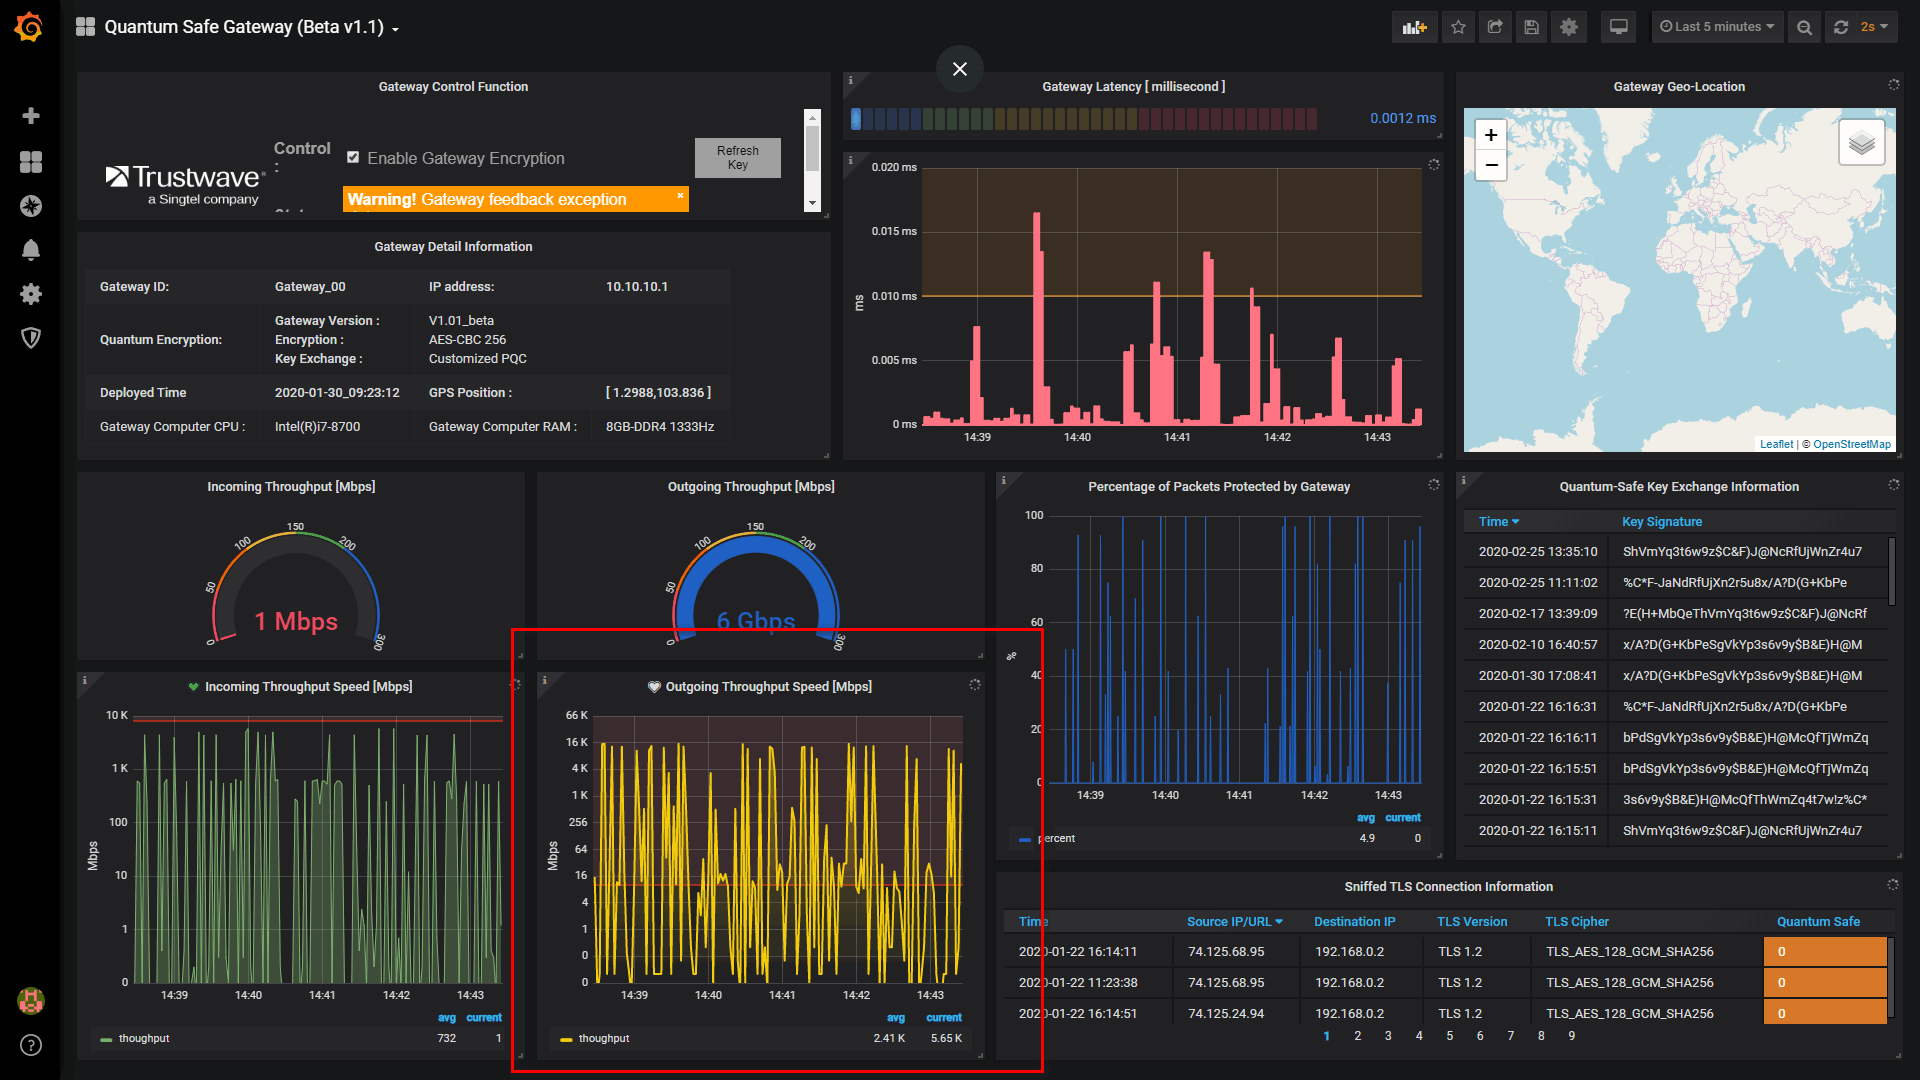 Quantum Safe Gateway (Beta v1.1)
Last 5 minutes
2s
Gateway Control Function
Control
:
Enable Gateway Encryption
Refresh
Key
Trustwave
a Singtel company
Warning! Gateway feedback exception
×
Gateway Detail Information
Gateway ID: Gateway_00 IP address: 10.10.10.1
Quantum Encryption:
Gateway Version : V1.01_beta
Encryption : AES-CBC 256
Key Exchange : Customized PQC
Deployed Time 2020-01-30_09:23:12 GPS Position : [ 1.2988,103.836 ]
Gateway Computer CPU : Intel(R)i7-8700 Gateway Computer RAM : 8GB-DDR4 1333Hz
Gateway Latency [ millisecond ]
0.0012 ms
0.020 ms
0.015 ms
0.010 ms
0.005 ms
0 ms
ms
14:39 14:40 14:41 14:42 14:43
Gateway Geo-Location
+
−
Leaflet | © OpenStreetMap
Incoming Throughput [Mbps]
0 50 100 150 200 300
1 Mbps
Outgoing Throughput [Mbps]
0 50 100 150 200 300
6 Gbps
Incoming Throughput Speed [Mbps]
10 K
1 K
100
10
1
0
Mbps
14:39 14:40 14:41 14:42 14:43
avg current
thoughput 732 1
Outgoing Throughput Speed [Mbps]
66 K
16 K
4 K
1 K
256
64
16
4
1
0
0
Mbps
14:39 14:40 14:41 14:42 14:43
avg current
thoughput 2.41 K 5.65 K
Percentage of Packets Protected by Gateway
100
80
60
40
20
0
%
14:39 14:40 14:41 14:42 14:43
avg current
percent 4.9 0
Quantum-Safe Key Exchange Information
Time Key Signature
2020-02-25 13:35:10 ShVmYq3t6w9z$C&F)J@NcRfUjWnZr4u7
2020-02-25 11:11:02 %C*F-JaNdRfUjXn2r5u8x/A?D(G+KbPe
2020-02-17 13:39:09 ?E(H+MbQeThVmYq3t6w9z$C&F)J@NcRf
2020-02-10 16:40:57 x/A?D(G+KbPeSgVkYp3s6v9y$B&E)H@M
2020-01-30 17:08:41 x/A?D(G+KbPeSgVkYp3s6v9y$B&E)H@M
2020-01-22 16:16:31 %C*F-JaNdRfUjXn2r5u8x/A?D(G+KbPe
2020-01-22 16:16:11 bPdSgVkYp3s6v9y$B&E)H@McQfTjWmZq
2020-01-22 16:15:51 bPdSgVkYp3s6v9y$B&E)H@McQfTjWmZq
2020-01-22 16:15:31 3s6v9y$B&E)H@McQfThWmZq4t7w!z%C*
2020-01-22 16:15:11 ShVmYq3t6w9z$C&F)J@NcRfUjWnZr4u7
Sniffed TLS Connection Information
Time Source IP/URL Destination IP TLS Version TLS Cipher Quantum Safe
2020-01-22 16:14:11 74.125.68.95 192.168.0.2 TLS 1.2 TLS_AES_128_GCM_SHA256 0
2020-01-22 11:23:38 74.125.68.95 192.168.0.2 TLS 1.2 TLS_AES_128_GCM_SHA256 0
2020-01-22 16:14:51 74.125.24.94 192.168.0.2 TLS 1.2 TLS_AES_128_GCM_SHA256 0
1 2 3 4 5 6 7 8 9